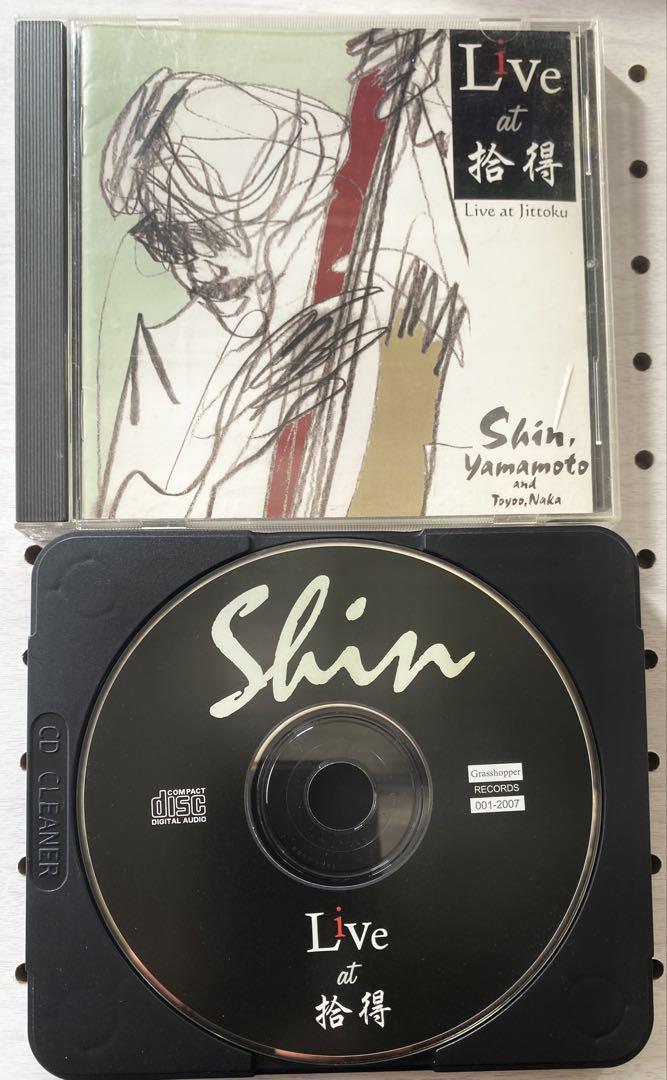 Live
at
拾得
Live at Jittoku
Shin,
Yamamoto
and
Toyoo, Naka
Shin
CD CLEANER
COMPACT
disc
DIGITAL AUDIO
Grasshopper
RECORDS
001-2007
Live
at
拾得